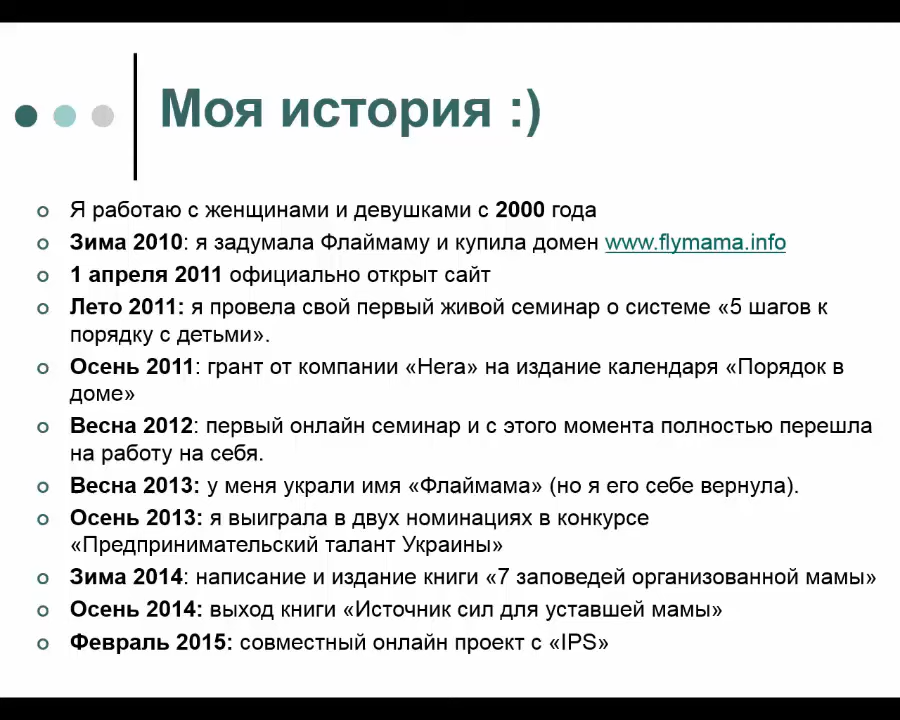 Моя история :)
Я работаю с женщинами и девушками с 2000 года
Зима 2010: я задумала Флаймаму и купила домен www.flymama.info
1 апреля 2011 официально открыт сайт
Лето 2011: я провела свой первый живой семинар о системе «5 шагов к
порядку с детьми».
Осень 2011: грант от компании «Hera» на издание календаря «Порядок в
доме»
Весна 2012: первый онлайн семинар и с этого момента полностью перешла
на работу на себя.
Весна 2013: у меня украли имя «Флаймама» (но я его себе вернула).
Осень 2013: я выиграла в двух номинациях в конкурсе
«Предпринимательский талант Украины»
Зима 2014: написание и издание книги «7 заповедей организованной мамы»
Осень 2014: выход книги «Источник сил для уставшей мамы»
Февраль 2015: совместный онлайн проект с «IPS»